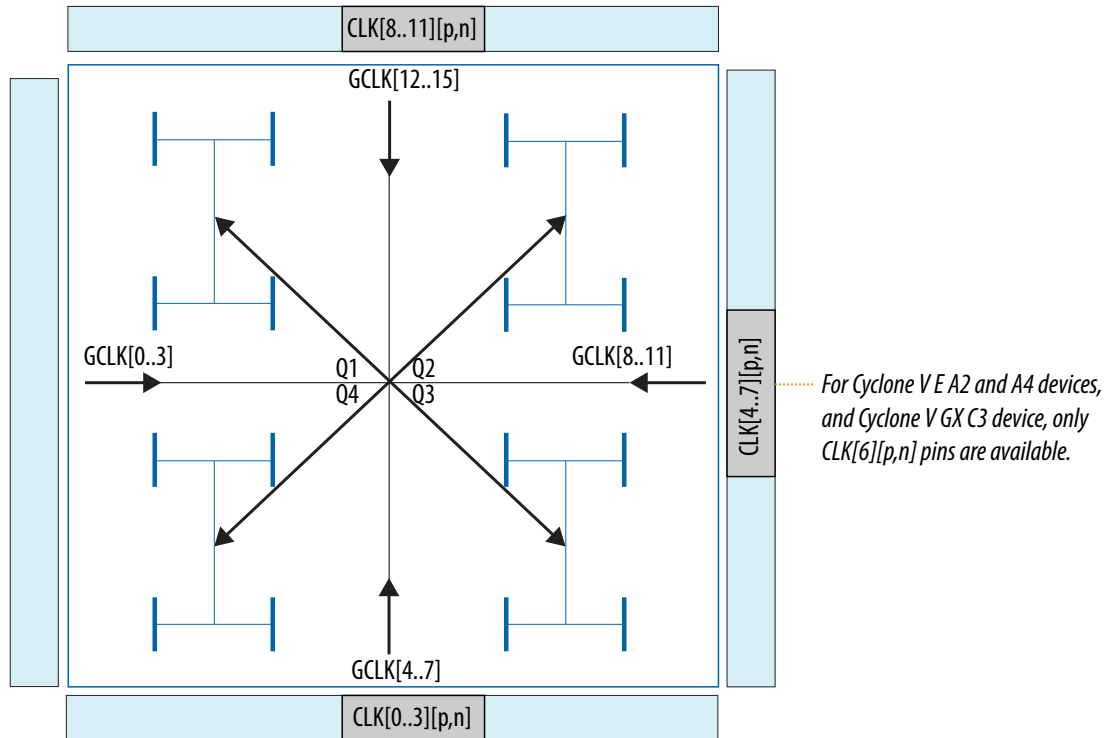 CLK[8..11][p,n]
GCLK[12..15]
GCLK[0..3]
Q1
Q2
GCLK[8..11]
Q4
Q3
CLK[4..7][p,n]
For Cyclone V E A2 and A4 devices,
and Cyclone V GX C3 device, only
CLK[6][p,n] pins are available.
GCLK[4..7]
CLK[0..3][p,n]